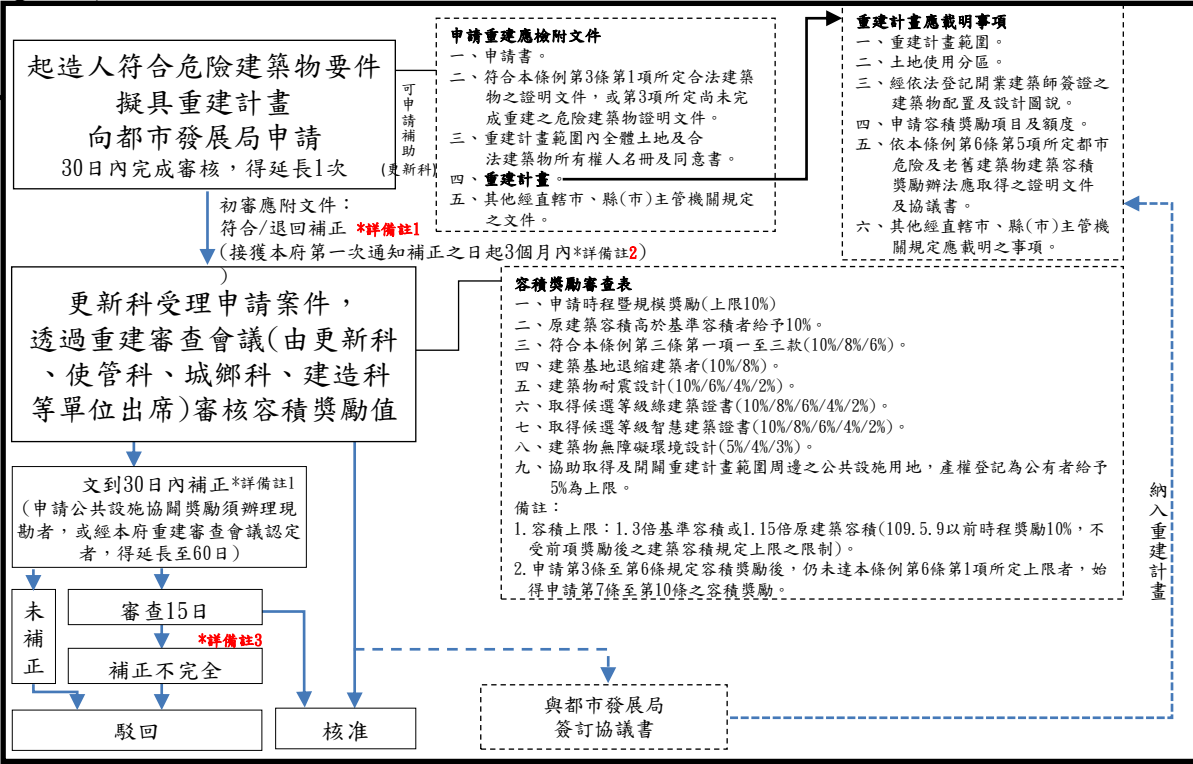 起造人符合危險建築物要件
擬具重建計畫
向都市發展局申請
30日內完成審核，得延長1次
可申請補助
(更新科)
申請重建應檢附文件
一、申請書。
二、符合本條例第3條第1項所定合法建築
物之證明文件，或第3項所定尚未完
成重建之危險建築物證明文件。
三、重建計畫範圍內全體土地及合
法建築物所有權人名冊及同意書。
四、重建計畫。
五、其他經直轄市、縣(市)主管機關規定
之文件。
重建計畫應載明事項
一、重建計畫範圍。
二、土地使用分區。
三、經依法登記開業建築師簽證之
建築物配置及設計圖說。
四、申請容積獎勵項目及額度。
五、依本條例第6條第5項所定都市
危險及老舊建築物建築容積
獎勵辦法應取得之證明文件
及協議書。
六、其他經直轄市、縣(市)主管機
關規定應載明之事項。
初審應附文件：
符合/退回補正 *詳備註1
(接獲本府第一次通知補正之日起3個月內*詳備註2)
)
更新科受理申請案件，
透過重建審查會議(由更新科
、使管科、城鄉科、建造科
等單位出席)審核容積獎勵值
容積獎勵審查表
一、申請時程暨規模獎勵(上限10%)
二、原建築容積高於基準容積者給予10%。
三、符合本條例第三條第一項一至三款(10%/8%/6%)。
四、建築基地退縮建築者(10%/8%)。
五、建築物耐震設計(10%/6%/4%/2%)。
六、取得候選等級綠建築證書(10%/8%/6%/4%/2%)。
七、取得候選等級智慧建築證書(10%/8%/6%/4%/2%)。
八、建築物無障礙環境設計(5%/4%/3%)。
九、協助取得及開闢重建計畫範圍周邊之公共設施用地，產權登記為公有者給予
5%為上限。
備註：
1.容積上限：1.3倍基準容積或1.15倍原建築容積(109.5.9以前時程獎勵10%，不
受前項獎勵後之建築容積規定上限之限制)。
2.申請第3條至第6條規定容積獎勵後，仍未達本條例第6條第1項所定上限者，始
得申請第7條至第10條之容積獎勵。
文到30日內補正*詳備註1
(申請公共設施協闢獎勵須辦理現
勘者，或經本府重建審查會議認定
者，得延長至60日)
納入重建計畫
未補正
審查15日
*詳備註3
補正不完全
駁回
核准
與都市發展局
簽訂協議書